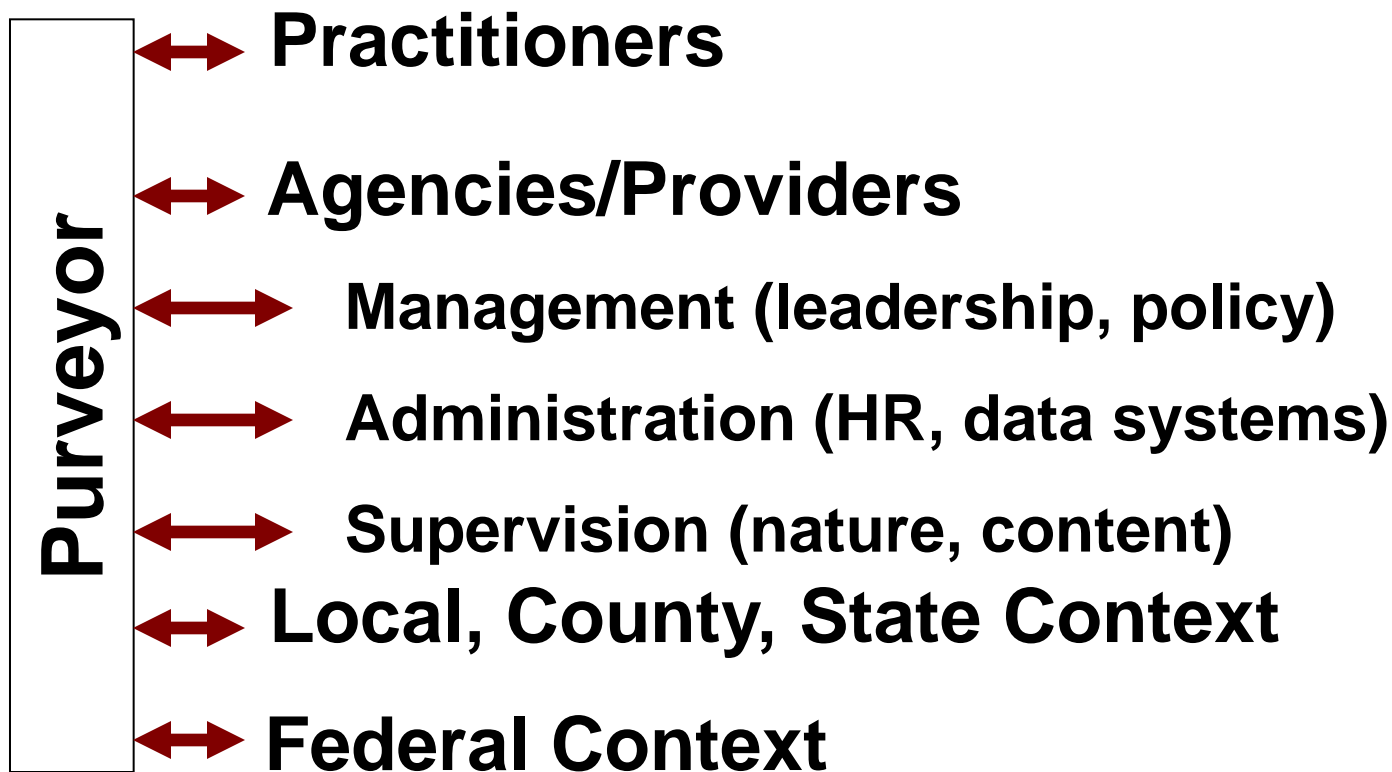 Purveyor
Practitioners
Agencies/Providers
Management (leadership, policy)
Administration (HR, data systems)
Supervision (nature, content)
Local, County, State Context
Federal Context